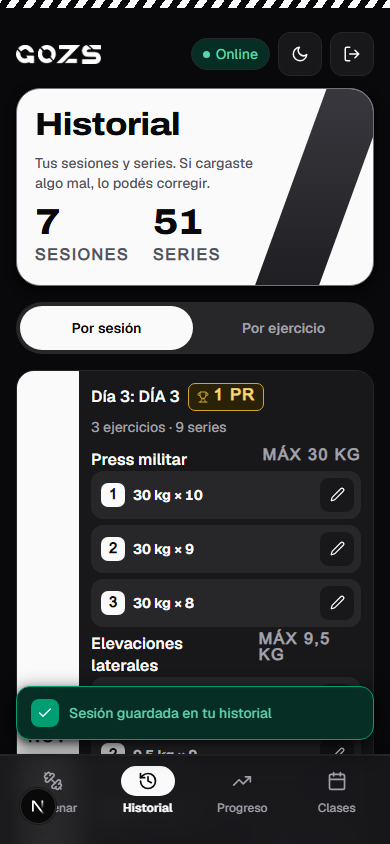 GOZS
Online
Historial
Tus sesiones y series. Si cargaste
algo mal, lo podés corregir.
7
SESIONES
51
SERIES
Por sesión
Por ejercicio
Día 3: DÍA 3
1 PR
3 ejercicios · 9 series
Press militar
MÁX 30 KG
1 30 kg × 10
2 30 kg × 9
3 30 kg × 8
Elevaciones
laterales
MÁX 9,5
KG
Sesión guardada en tu historial
N
Historial
Progreso
Clases